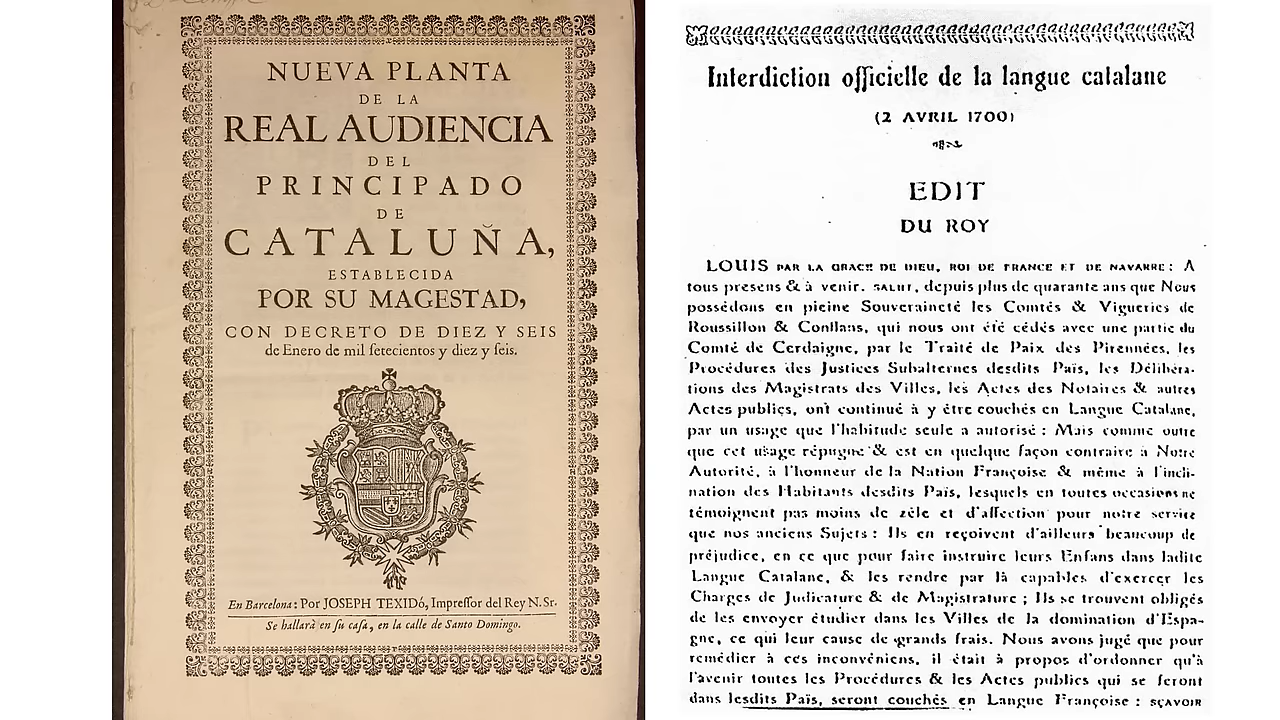 NUEVA PLANTA
DE LA
REAL AUDIENCIA
DEL
PRINCIPADO
DE
CATALUÑA,
ESTABLECIDA
POR SU MAGESTAD,
CON DECRETO DE DIEZ Y SEIS
de Enero de mil ſetecientos y diez y ſeis.
En Barcelona: Por JOSEPH TEXIDó, Impreſſor del Rey N. Sr.
Se hallarà en ſu caſa, en la calle de Santo Domingo.
Interdiction officielle de la langue catalane
(2 AVRIL 1700)
EDIT
DU ROY
LOUIS PAR LA GRACE DE DIEU, ROI DE FRANCE ET DE NAVARRE: A
tous presens & à venir. SALUT, depuis plus de quarante ans que Nous
possédons en pleine Souveraineté les Comtés & Vigueries de
Roussillon & Conflans, qui nous ont été cédés avec une partie du
Comté de Cerdaigne, par le Traité de Paix des Pirennées, les
Procédures des Justices Subalternes desdits Païs, les Délibéra-
tions des Magistrats des Villes, les Actes des Notaires & autres
Actes publics, ont continué à y étre couchés en Langue Catalane,
par un usage que l'habitude seule a autorisé : Mais comme outre
que cet usage répugne & est en quelque façon contraire à Notre
Autorité, à l'honneur de la Nation Françoise & même à l'incli-
nation des Habitants desdits Païs, lesquels en toutes occasions ne
témoignent pas moins de zèle et d'affection pour notre service
que nos anciens Sujets : Ils en reçoivent d'ailleurs beaucoup de
préjudice, en ce que pour faire instruire leurs Enfans dans ladite
Langue Catalane, & les rendre par là capables d'exercer les
Charges de Judicature & de Magistrature ; Ils se trouvent obligés
de les envoyer étudier dans les Villes de la domination d'Espa-
gne, ce qui leur cause de grands frais. Nous avons jugé que pour
remédier à ces inconvéniens, il était à propos d'ordonner qu'à
l'avenir toutes les Procédures & les Actes publics qui se feront
dans lesdits Païs, seront couchés en Langue Françoise : SÇAVOIR